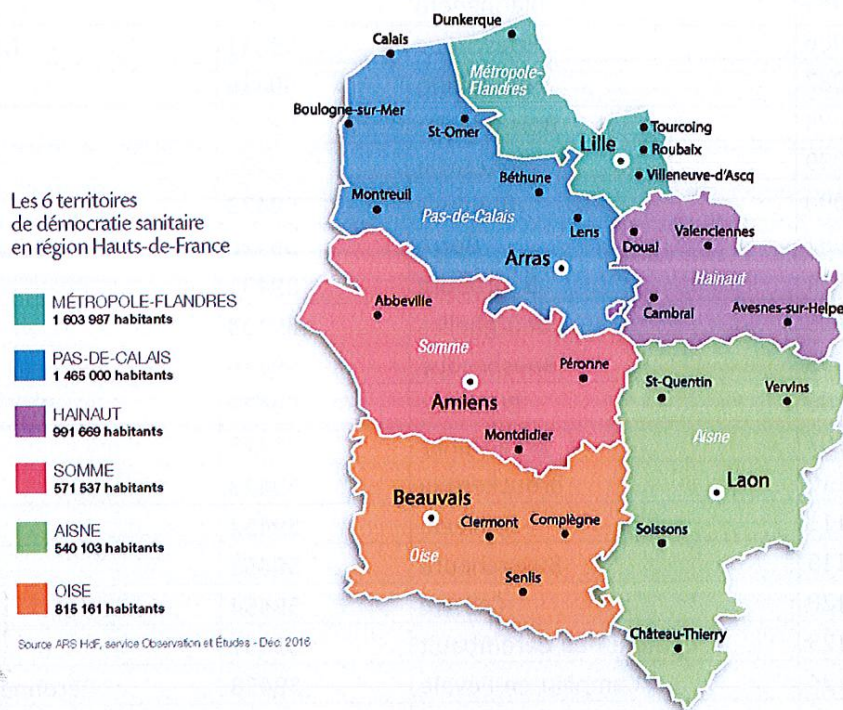 Dunkerque
Calais
Métropole-
Flandres
Boulogne-sur-Mer
St-Omer
Tourcoing
Lille
Roubaix
Villeneuve-d'Ascq
Béthune
Montreuil
Pas-de-Calais
Lens
Douai
Valenciennes
Arras
Hainaut
Cambrai
Avesnes-sur-Helpe
Abbeville
Somme
Péronne
Amiens
St-Quentin
Vervins
Montdidier
Aisne
Laon
Beauvais
Clermont
Compiègne
Oise
Soissons
Senlis
Château-Thierry
Les 6 territoires
de démocratie sanitaire
en région Hauts-de-France
MÉTROPOLE-FLANDRES
1 603 987 habitants
PAS-DE-CALAIS
1 465 000 habitants
HAINAUT
991 669 habitants
SOMME
571 537 habitants
AISNE
540 103 habitants
OISE
815 161 habitants
Source ARS HdF, service Observation et Études - Déc. 2016